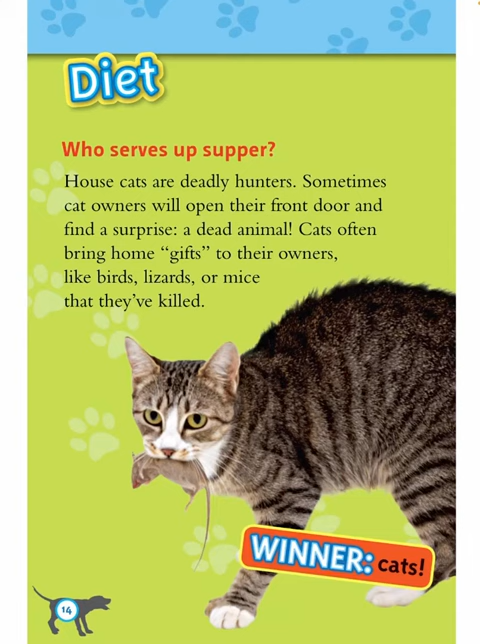 Diet
Who serves up supper?
House cats are deadly hunters. Sometimes
cat owners will open their front door and
find a surprise: a dead animal! Cats often
bring home “gifts” to their owners,
like birds, lizards, or mice
that they’ve killed.
WINNER: cats!
14